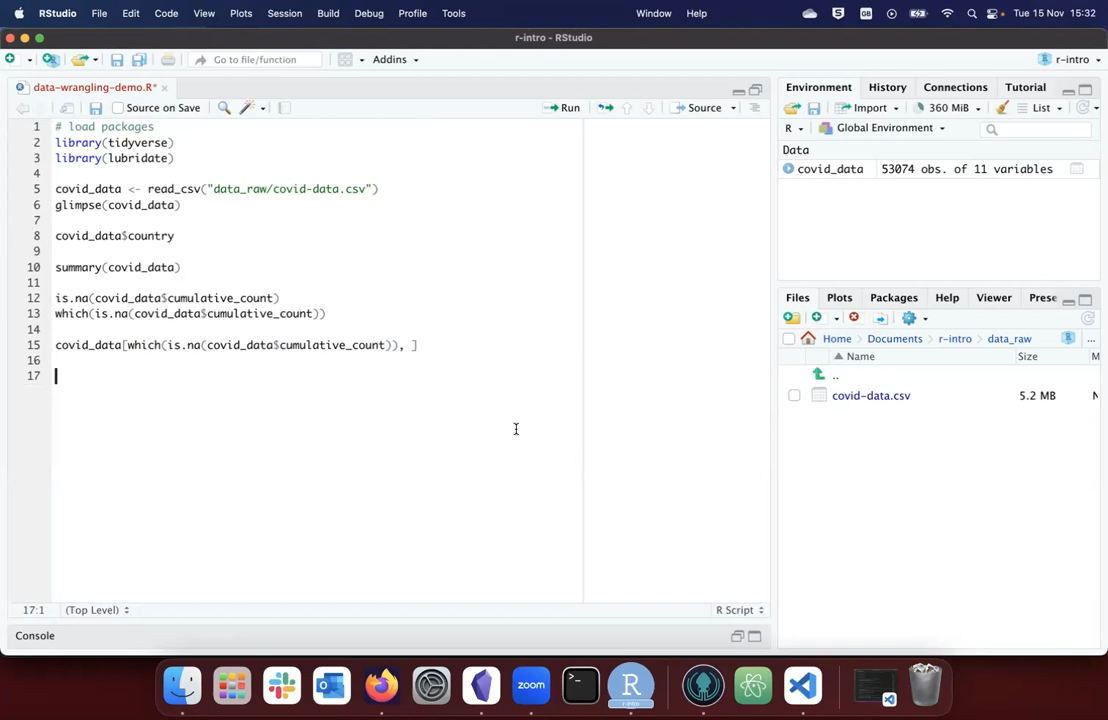 RStudio File Edit Code View Plots Session Build Debug Profile Tools Window Help Tue 15 Nov 15:32
r-intro - RStudio
Go to file/function Addins r-intro
data-wrangling-demo.R*
Source on Save Run Source
1 # load packages
2 library(tidyverse)
3 library(lubridate)
4
5 covid_data <- read_csv("data_raw/covid-data.csv")
6 glimpse(covid_data)
7
8 covid_data$country
9
10 summary(covid_data)
11
12 is.na(covid_data$cumulative_count)
13 which(is.na(covid_data$cumulative_count))
14
15 covid_data[which(is.na(covid_data$cumulative_count)), ]
16
17
17:1 (Top Level) R Script
Console
Environment History Connections Tutorial
Import 360 MiB List
R Global Environment
Data
covid_data 53074 obs. of 11 variables
Files Plots Packages Help Viewer Prese
Home Documents r-intro data_raw ...
Name Size M
..
covid-data.csv 5.2 MB N
zoom
R
r-intro